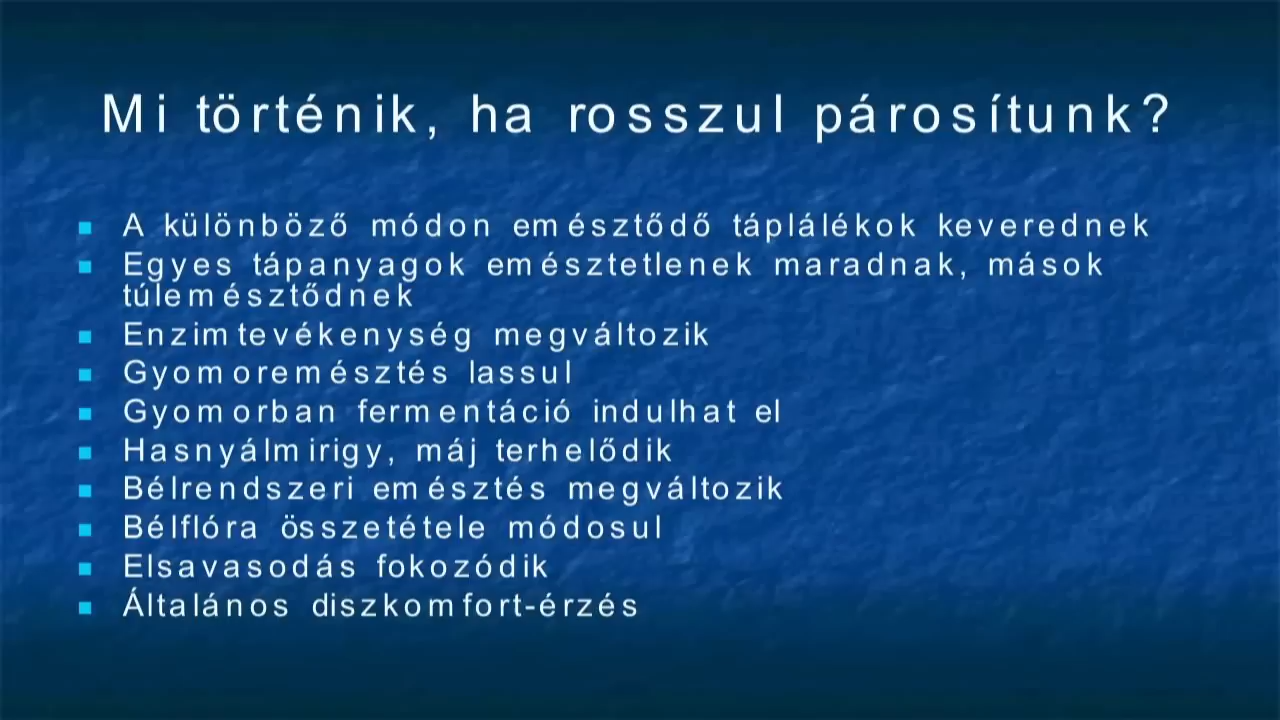 Mi történik, ha rosszul párosítunk?
A különböző módon emésztődő táplálékok keverednek
Egyes tápanyagok emésztetlenek maradnak, mások
túlemésztődnek
Enzimtevékenység megváltozik
Gyomoremésztés lassul
Gyomorban fermentáció indulhat el
Hasnyálmirigy, máj terhelődik
Bélrendszeri emésztés megváltozik
Bélflóra összetétele módosul
Elsavasodás fokozódik
Általános diszkomfort-érzés